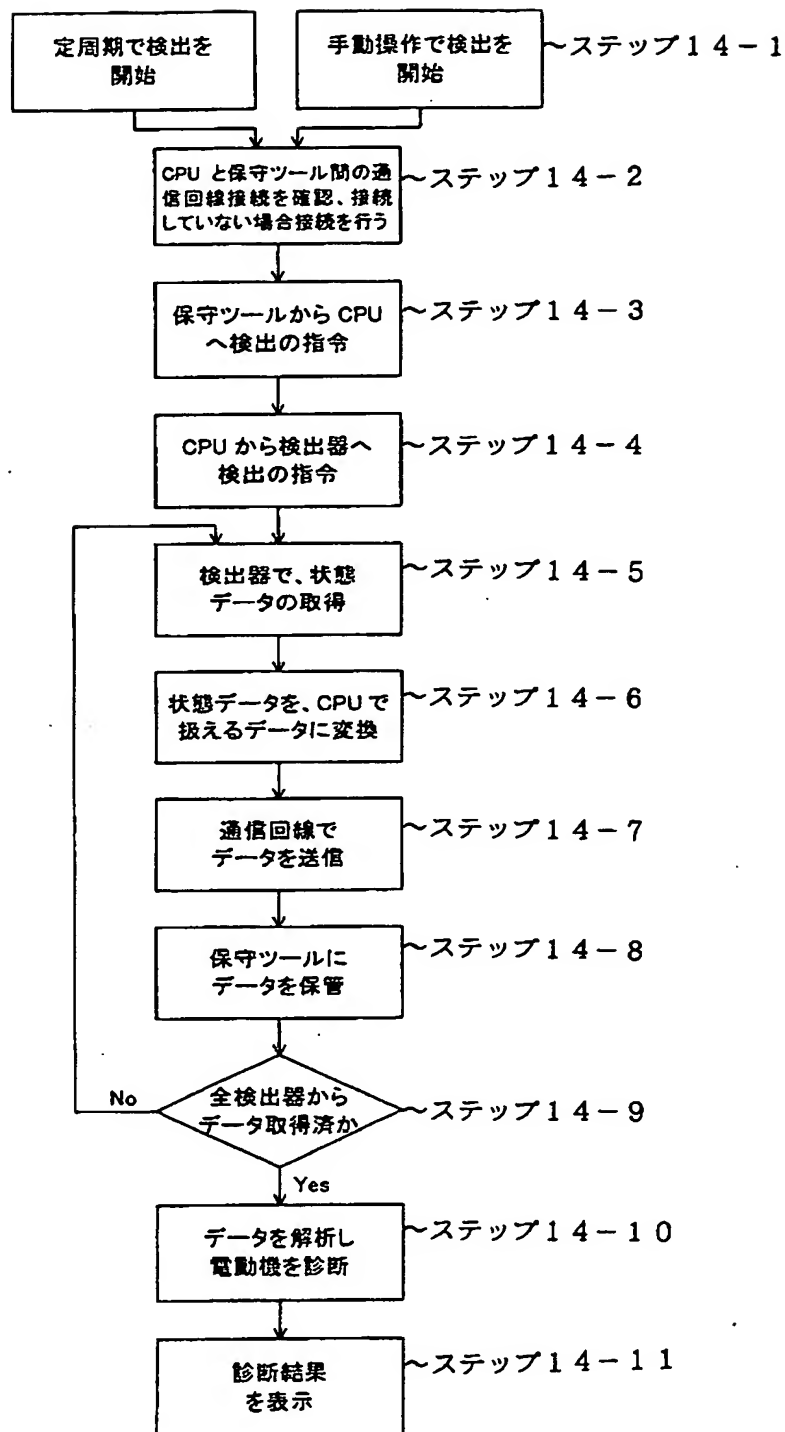 定周期で検出を
開始
手動操作で検出を
開始
～ステップ１４－１
CPU と保守ツール間の通
信回線接続を確認、接続
していない場合接続を行う
～ステップ１４－２
保守ツールから CPU
へ検出の指令
～ステップ１４－３
CPU から検出器へ
検出の指令
～ステップ１４－４
検出器で、状態
データの取得
～ステップ１４－５
状態データを、CPU で
扱えるデータに変換
～ステップ１４－６
通信回線で
データを送信
～ステップ１４－７
保守ツールに
データを保管
～ステップ１４－８
全検出器から
データ取得済か
～ステップ１４－９
No
Yes
データを解析し
電動機を診断
～ステップ１４－１０
診断結果
を表示
～ステップ１４－１１